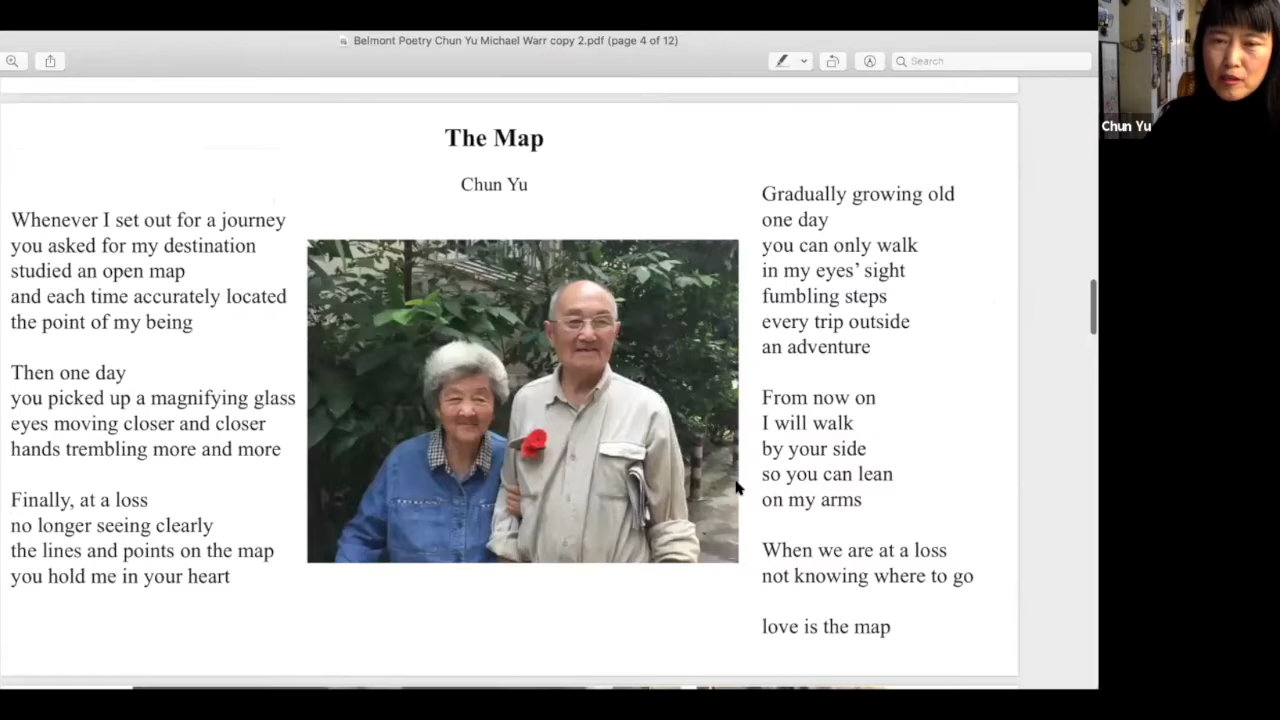 Belmont Poetry Chun Yu Michael Warr copy 2.pdf (page 4 of 12)
Search
Chun Yu
The Map
Chun Yu
Whenever I set out for a journey
you asked for my destination
studied an open map
and each time accurately located
the point of my being
Then one day
you picked up a magnifying glass
eyes moving closer and closer
hands trembling more and more
Finally, at a loss
no longer seeing clearly
the lines and points on the map
you hold me in your heart
Gradually growing old
one day
you can only walk
in my eyes’ sight
fumbling steps
every trip outside
an adventure
From now on
I will walk
by your side
so you can lean
on my arms
When we are at a loss
not knowing where to go
love is the map